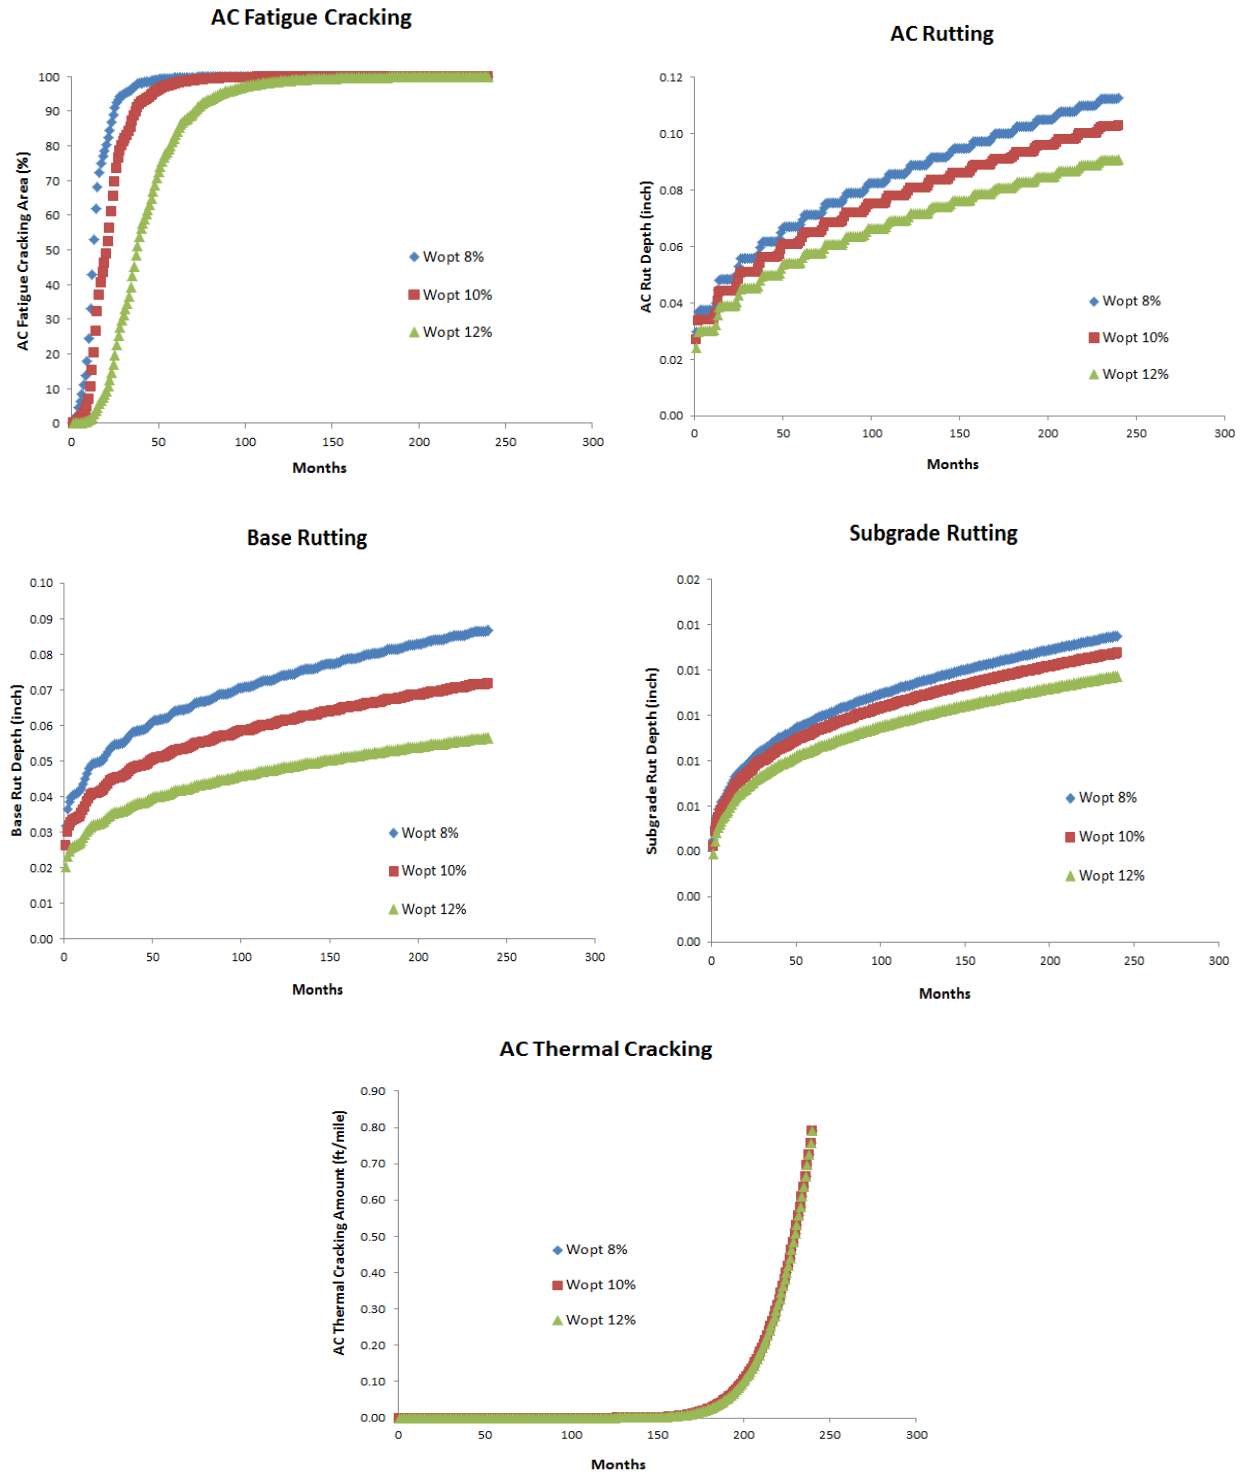 AC Fatigue Cracking
AC Fatigue Cracking Area (%)
100
90
80
70
60
50
40
30
20
10
0
0 50 100 150 200 250 300
Months
Wopt 8%
Wopt 10%
Wopt 12%
AC Rutting
AC Rut Depth (inch)
0.12
0.10
0.08
0.06
0.04
0.02
0.00
0 50 100 150 200 250 300
Months
Wopt 8%
Wopt 10%
Wopt 12%
Base Rutting
Base Rut Depth (inch)
0.10
0.09
0.08
0.07
0.06
0.05
0.04
0.03
0.02
0.01
0.00
0 50 100 150 200 250 300
Months
Wopt 8%
Wopt 10%
Wopt 12%
Subgrade Rutting
Subgrade Rut Depth (inch)
0.02
0.01
0.01
0.01
0.01
0.01
0.00
0.00
0.00
0 50 100 150 200 250 300
Months
Wopt 8%
Wopt 10%
Wopt 12%
AC Thermal Cracking
AC Thermal Cracking Amount (ft/mile)
0.90
0.80
0.70
0.60
0.50
0.40
0.30
0.20
0.10
0.00
0 50 100 150 200 250 300
Months
Wopt 8%
Wopt 10%
Wopt 12%